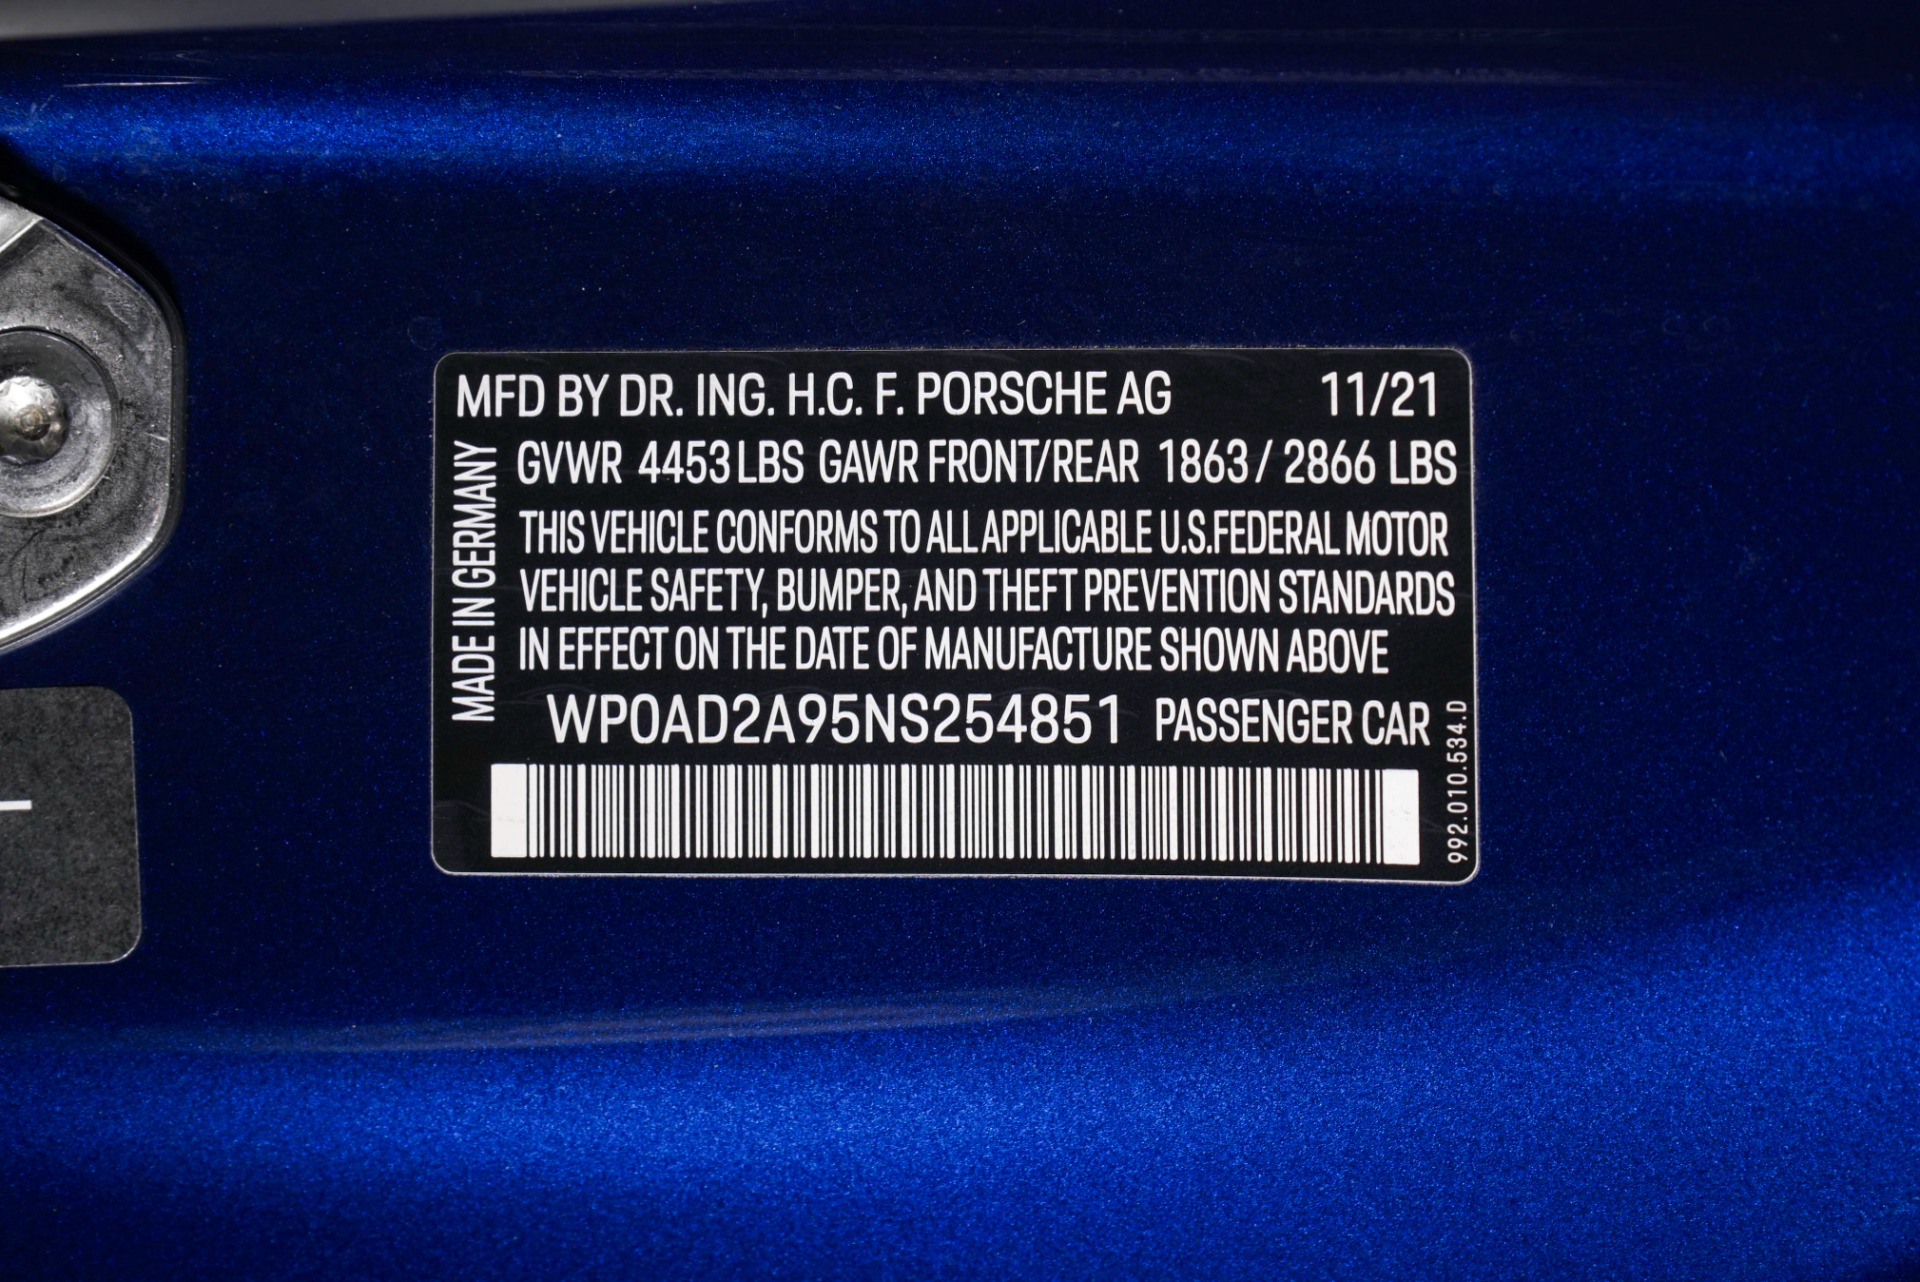 MFD BY DR. ING. H.C. F. PORSCHE AG 11/21
GVWR 4453 LBS GAWR FRONT/REAR 1863 / 2866 LBS
THIS VEHICLE CONFORMS TO ALL APPLICABLE U.S.FEDERAL MOTOR
VEHICLE SAFETY, BUMPER, AND THEFT PREVENTION STANDARDS
IN EFFECT ON THE DATE OF MANUFACTURE SHOWN ABOVE
WP0AD2A95NS254851 PASSENGER CAR
MADE IN GERMANY
992.010.534.D